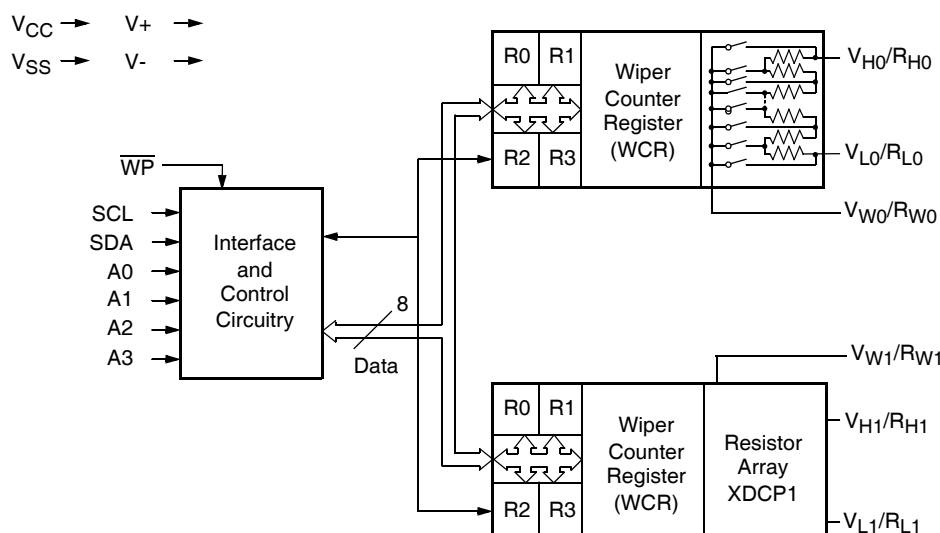 VCC V+
VSS V-
WP
SCL
SDA
A0
A1
A2
A3
Interface
and
Control
Circuitry
8
Data
R0 R1
R2 R3
Wiper
Counter
Register
(WCR)
VH0/RH0
VL0/RL0
VW0/RW0
R0 R1
R2 R3
Wiper
Counter
Register
(WCR)
Resistor
Array
XDCP1
VW1/RW1
VH1/RH1
VL1/RL1